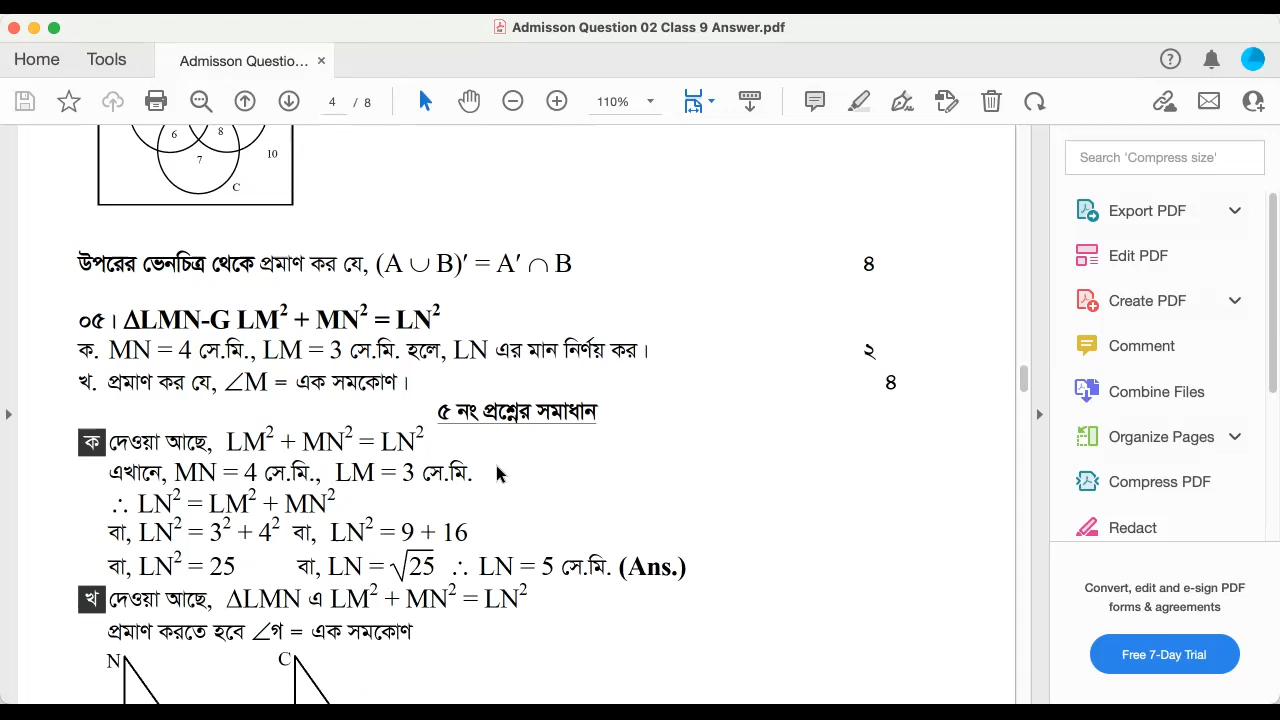 Admisson Question 02 Class 9 Answer.pdf
Home Tools Admissson Questio... ×
4 / 8 110%
6 8
7 10
C
উপরের ভেনচিত্র থেকে প্রমাণ কর যে, (A ∪ B)′ = A′ ∩ B ৪
০৫। ΔLMN-G LM² + MN² = LN²
ক. MN = 4 সে.মি., LM = 3 সে.মি. হলে, LN এর মান নির্ণয় কর। ২
খ. প্রমাণ কর যে, ∠M = এক সমকোণ। ৪
৫ নং প্রশ্নের সমাধান
ক দেওয়া আছে, LM² + MN² = LN²
এখানে, MN = 4 সে.মি., LM = 3 সে.মি.
∴ LN² = LM² + MN²
বা, LN² = 3² + 4² বা, LN² = 9 + 16
বা, LN² = 25 বা, LN = √25 ∴ LN = 5 সে.মি. (Ans.)
খ দেওয়া আছে, ΔLMN এ LM² + MN² = LN²
প্রমাণ করতে হবে ∠গ = এক সমকোণ
N C
Search 'Compress size'
Export PDF
Edit PDF
Create PDF
Comment
Combine Files
Organize Pages
Compress PDF
Redact
Convert, edit and e-sign PDF
forms & agreements
Free 7-Day Trial